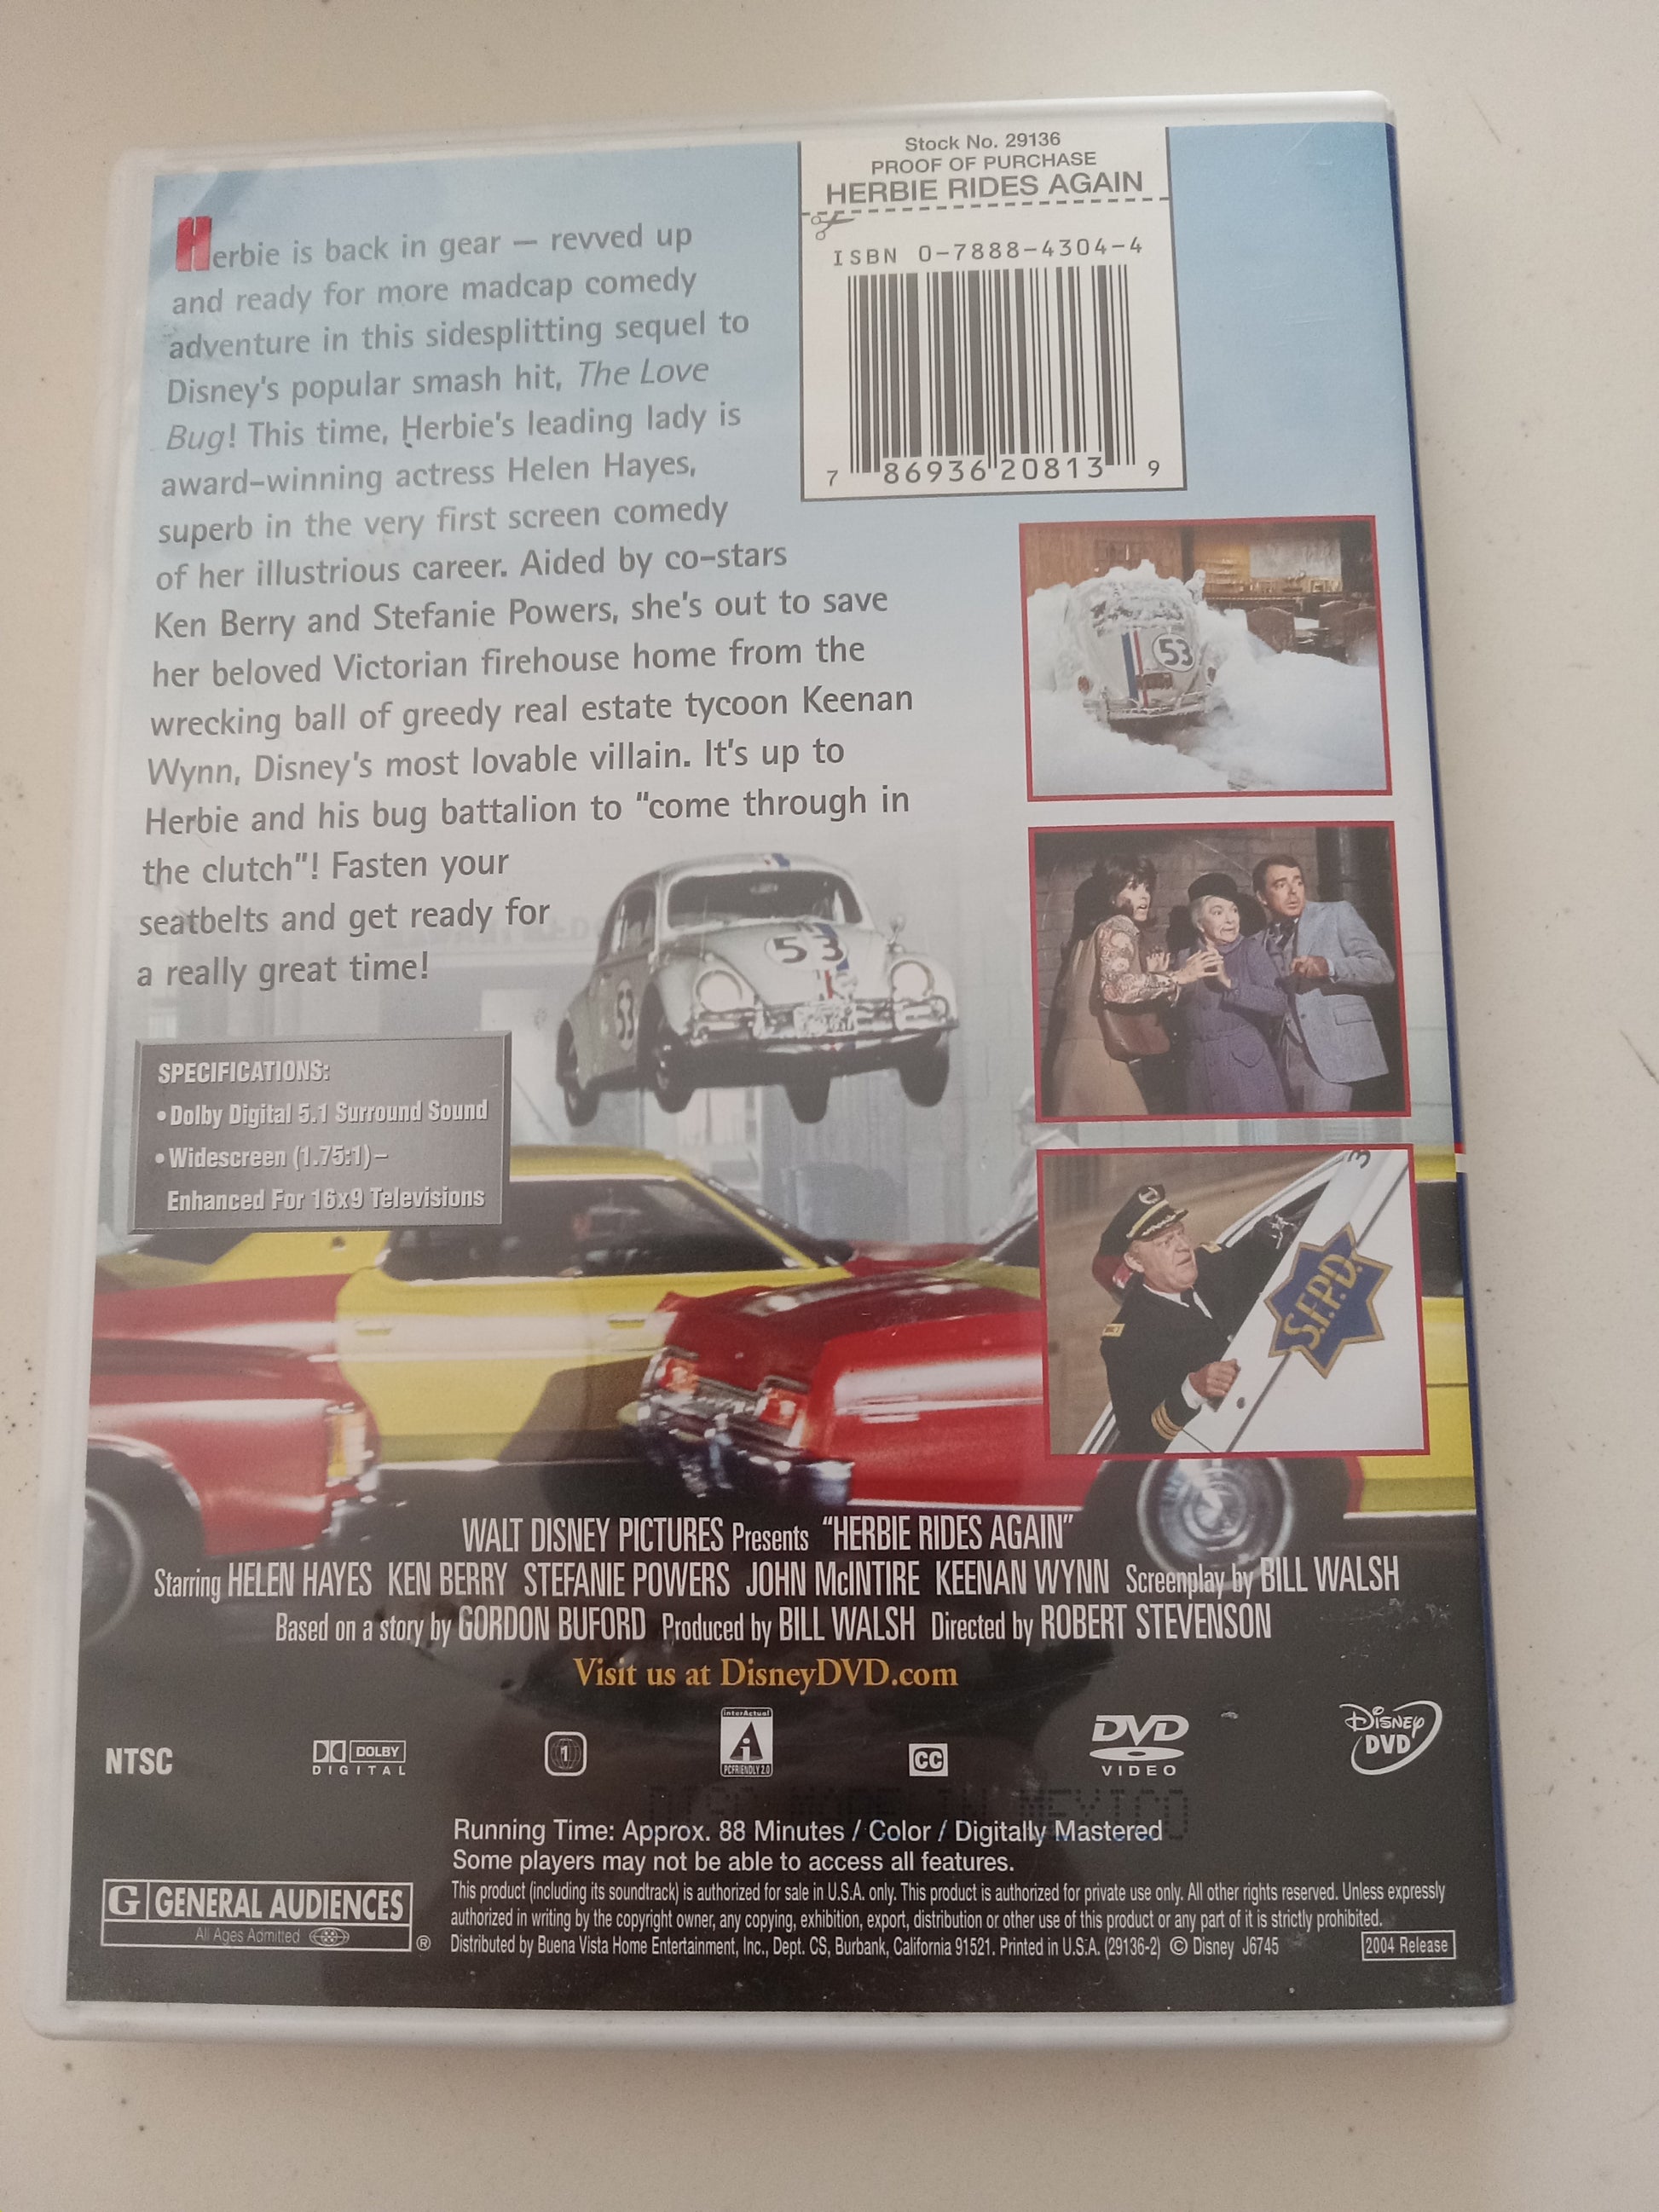 Stock No. 29136
PROOF OF PURCHASE
HERBIE RIDES AGAIN
ISBN 0-7888-4304-4
7 86936 20813 9
Herbie is back in gear — revved up
and ready for more madcap comedy
adventure in this sidesplitting sequel to
Disney's popular smash hit, The Love
Bug! This time, Herbie's leading lady is
award-winning actress Helen Hayes,
superb in the very first screen comedy
of her illustrious career. Aided by co-stars
Ken Berry and Stefanie Powers, she's out to save
her beloved Victorian firehouse home from the
wrecking ball of greedy real estate tycoon Keenan
Wynn, Disney's most lovable villain. It's up to
Herbie and his bug battalion to "come through in
the clutch"! Fasten your
seatbelts and get ready for
a really great time!
53
53
53
SPECIFICATIONS:
• Dolby Digital 5.1 Surround Sound
• Widescreen (1.75:1) –
Enhanced For 16x9 Televisions
S.F.P.D.
WALT DISNEY PICTURES Presents "HERBIE RIDES AGAIN"
Starring HELEN HAYES KEN BERRY STEFANIE POWERS JOHN McINTIRE KEENAN WYNN Screenplay by BILL WALSH
Based on a story by GORDON BUFORD Produced by BILL WALSH Directed by ROBERT STEVENSON
Visit us at DisneyDVD.com
NTSC
DOLBY
DIGITAL
1
InterActual
PCFRIENDLY 2.0
CC
DVD
VIDEO
Disney
DVD
Running Time: Approx. 88 Minutes / Color / Digitally Mastered
Some players may not be able to access all features.
G GENERAL AUDIENCES
All Ages Admitted ®
This product (including its soundtrack) is authorized for sale in U.S.A. only. This product is authorized for private use only. All other rights reserved. Unless expressly
authorized in writing by the copyright owner, any copying, exhibition, export, distribution or other use of this product or any part of it is strictly prohibited.
Distributed by Buena Vista Home Entertainment, Inc., Dept. CS, Burbank, California 91521. Printed in U.S.A. (29136-2) © Disney J6745
2004 Release